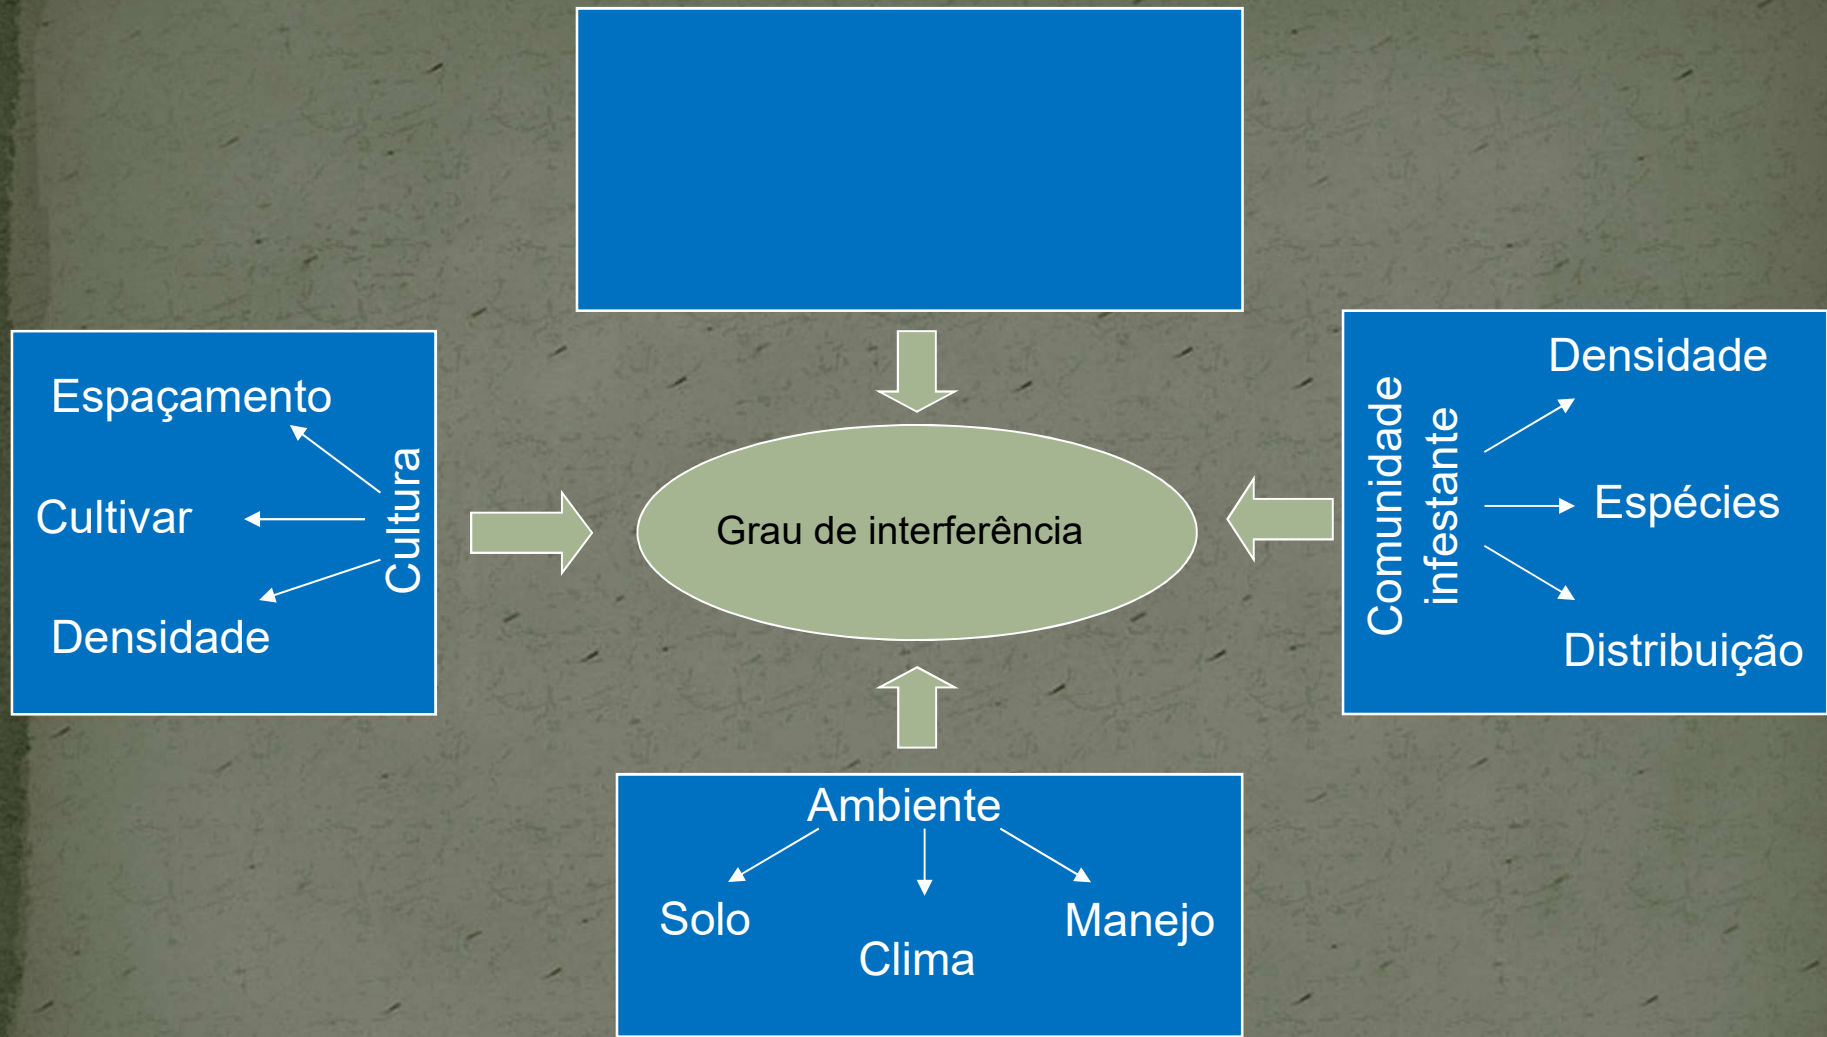 Espaçamento
Cultivar
Densidade
Cultura
Grau de interferência
Comunidade
infestante
Densidade
Espécies
Distribuição
Ambiente
Solo
Clima
Manejo